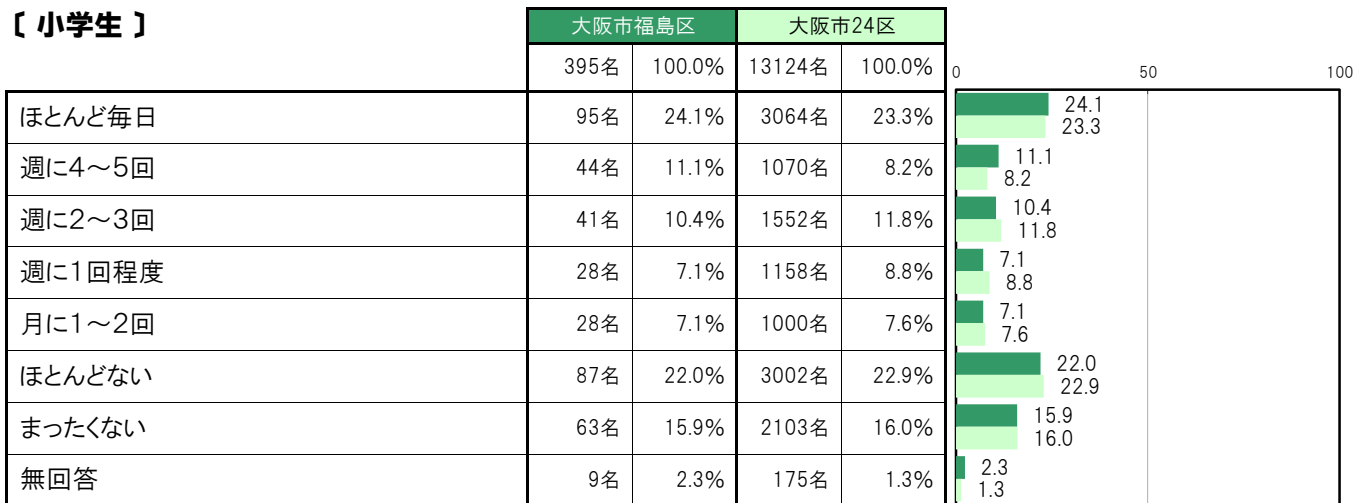 〔 小学生 〕
大阪市福島区 大阪市24区
395名 100.0% 13124名 100.0% 0 50 100
ほとんど毎日 95名 24.1% 3064名 23.3% 24.1
23.3
週に4～5回 44名 11.1% 1070名 8.2% 11.1
8.2
週に2～3回 41名 10.4% 1552名 11.8% 10.4
11.8
週に1回程度 28名 7.1% 1158名 8.8% 7.1
8.8
月に1～2回 28名 7.1% 1000名 7.6% 7.1
7.6
ほとんどない 87名 22.0% 3002名 22.9% 22.0
22.9
まったくない 63名 15.9% 2103名 16.0% 15.9
16.0
無回答 9名 2.3% 175名 1.3% 2.3
1.3